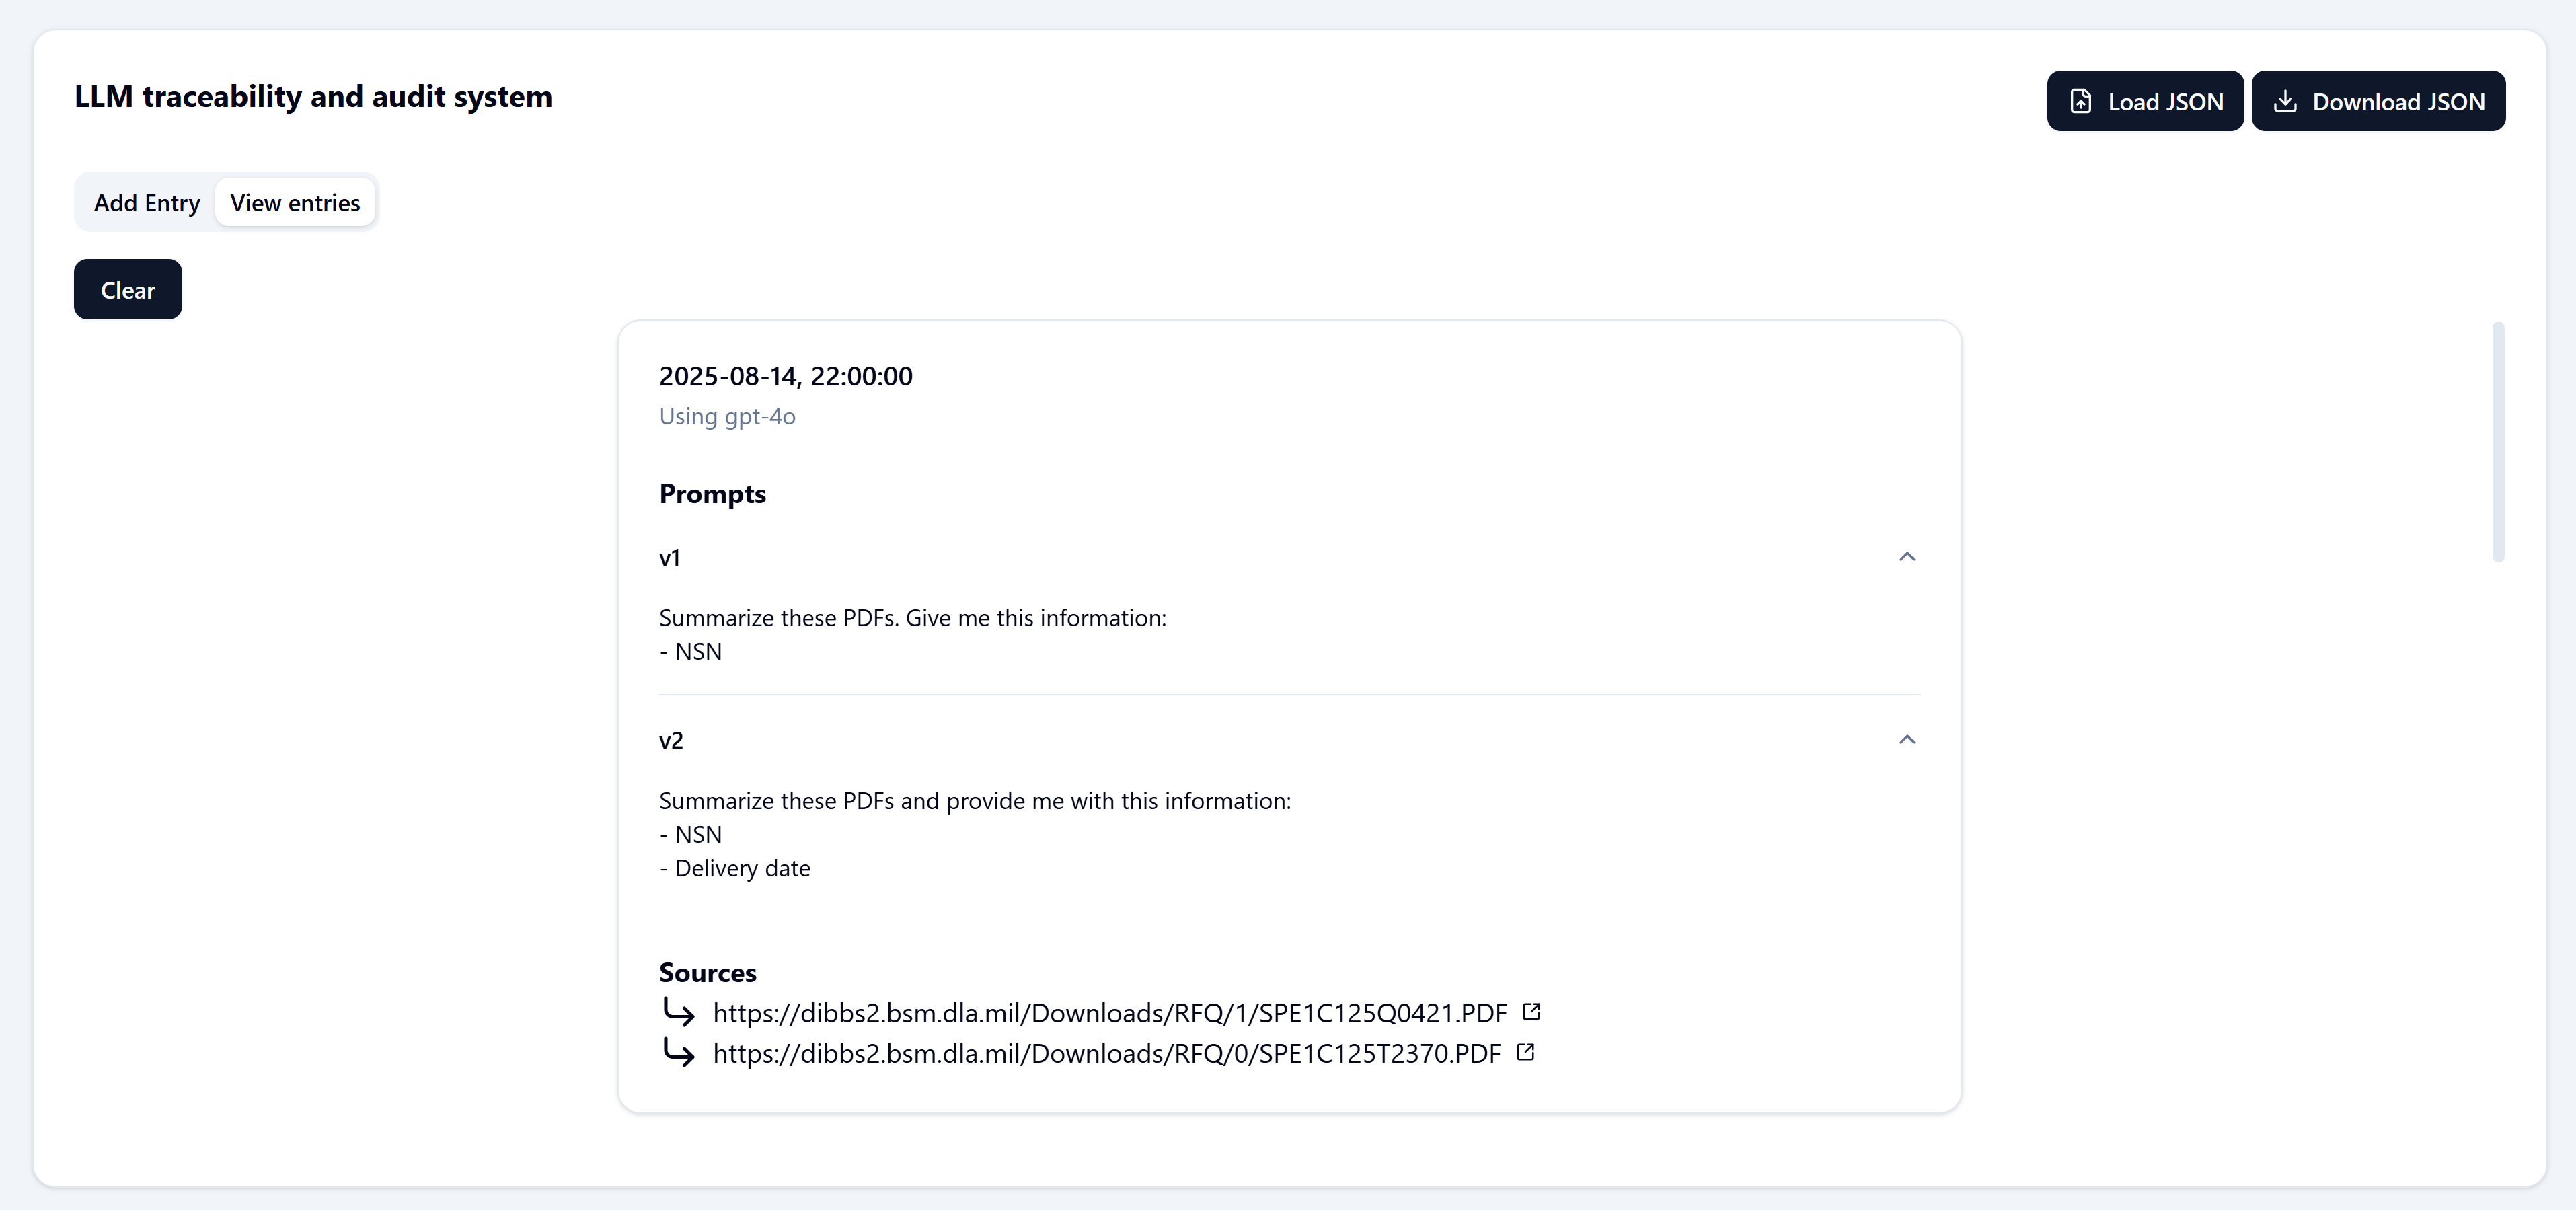 LLM traceability and audit system
Load JSON
Download JSON
Add Entry
View entries
Clear
2025-08-14, 22:00:00
Using gpt-4o
Prompts
v1
Summarize these PDFs. Give me this information:
- NSN
v2
Summarize these PDFs and provide me with this information:
- NSN
- Delivery date
Sources
https://dibbs2.bsm.dla.mil/Downloads/RFQ/1/SPE1C125Q0421.PDF
https://dibbs2.bsm.dla.mil/Downloads/RFQ/0/SPE1C125T2370.PDF